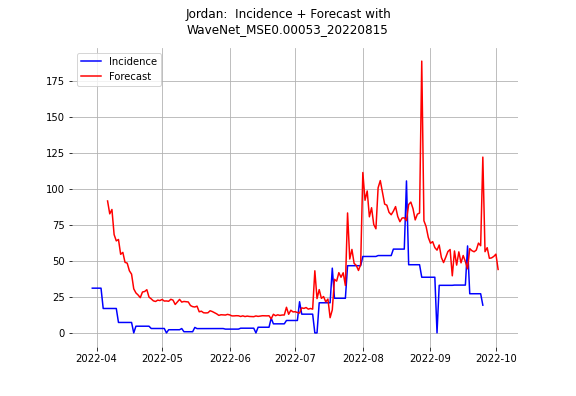 Jordan:  Incidence + Forecast with
WaveNet_MSE0.00053_20220815
Incidence
Forecast
175
150
125
100
75
50
25
0
2022-04 2022-05 2022-06 2022-07 2022-08 2022-09 2022-10